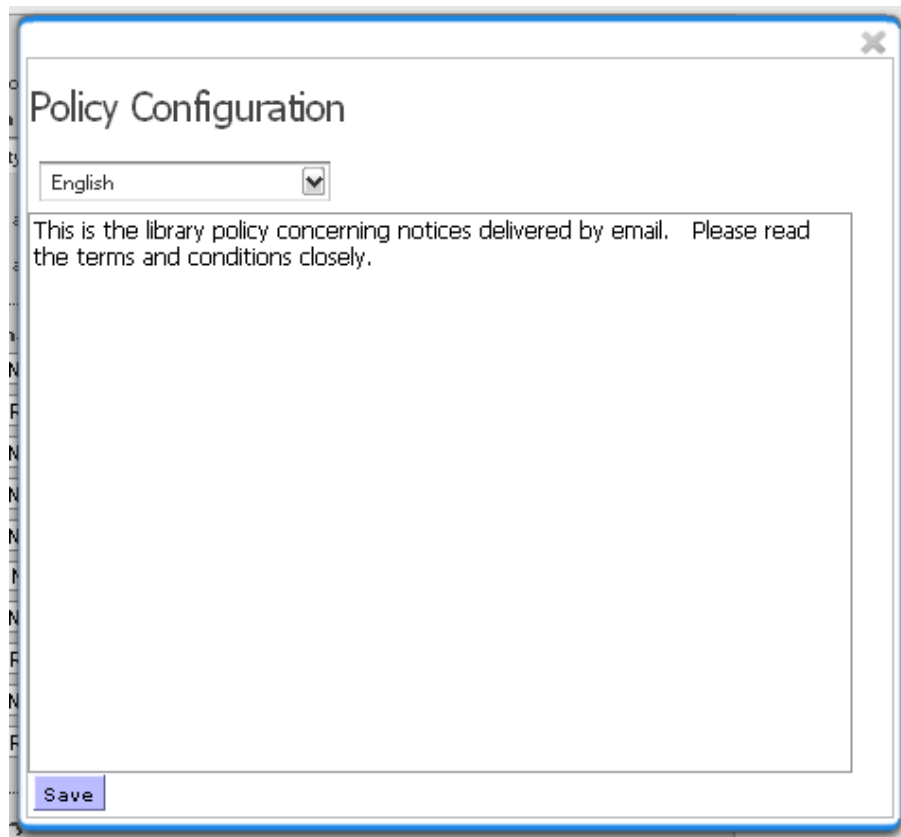 Policy Configuration
English
This is the library policy concerning notices delivered by email.   Please read
the terms and conditions closely.
Save